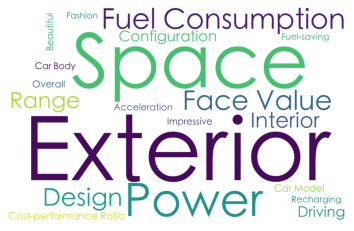 Fashion
Fuel Consumption
Beautiful
Configuration
Fuel-saving
Space
Car Body
Overall
Range
Face Value
Acceleration
Impressive
Interior
Exterior
Design
Power
Car Model
Recharging
Cost-performance Ratio
Driving